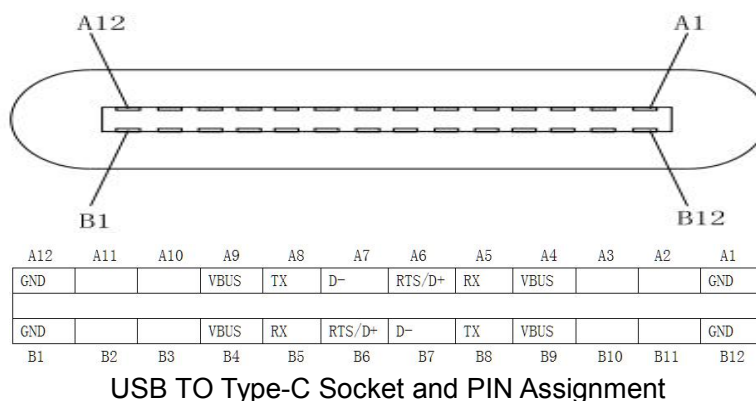 A12 A1
B1 B12
A12 A11 A10 A9 A8 A7 A6 A5 A4 A3 A2 A1
GND VBUS TX D- RTS/D+ RX VBUS GND
GND VBUS RX RTS/D+ D- TX VBUS GND
B1 B2 B3 B4 B5 B6 B7 B8 B9 B10 B11 B12
USB TO Type-C Socket and PIN Assignment